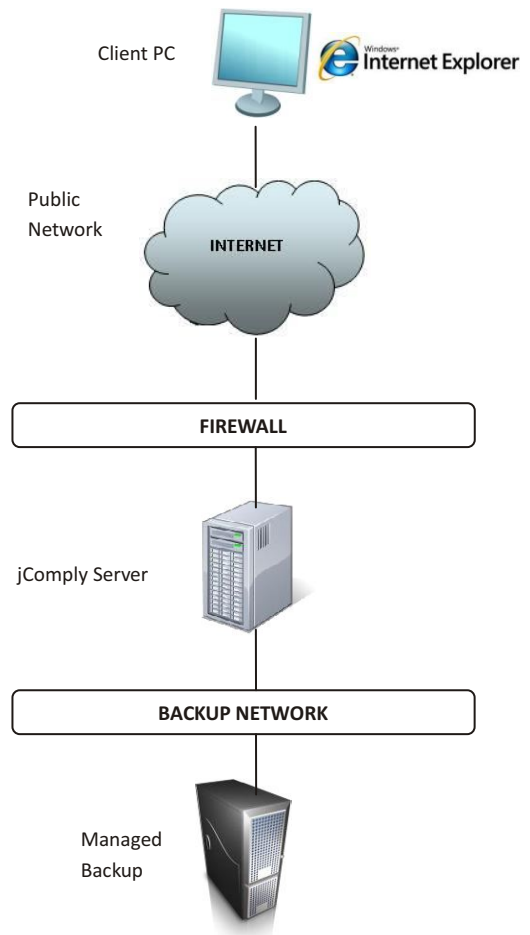 Client PC
Windows®
Internet Explorer
Public
Network
INTERNET
FIREWALL
jComply Server
BACKUP NETWORK
Managed
Backup